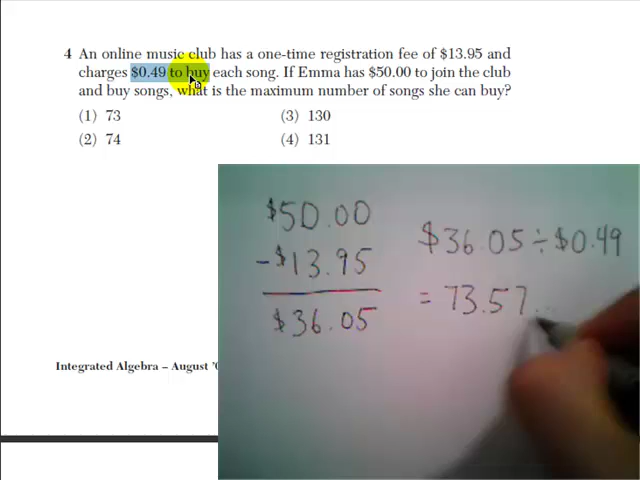 4 An online music club has a one-time registration fee of $13.95 and
charges $0.49 to buy each song. If Emma has $50.00 to join the club
and buy songs, what is the maximum number of songs she can buy?
(1) 73
(3) 130
(2) 74
(4) 131
$50.00
-$13.95
$36.05
$36.05÷$0.49
= 73.57...
Integrated Algebra – August '0